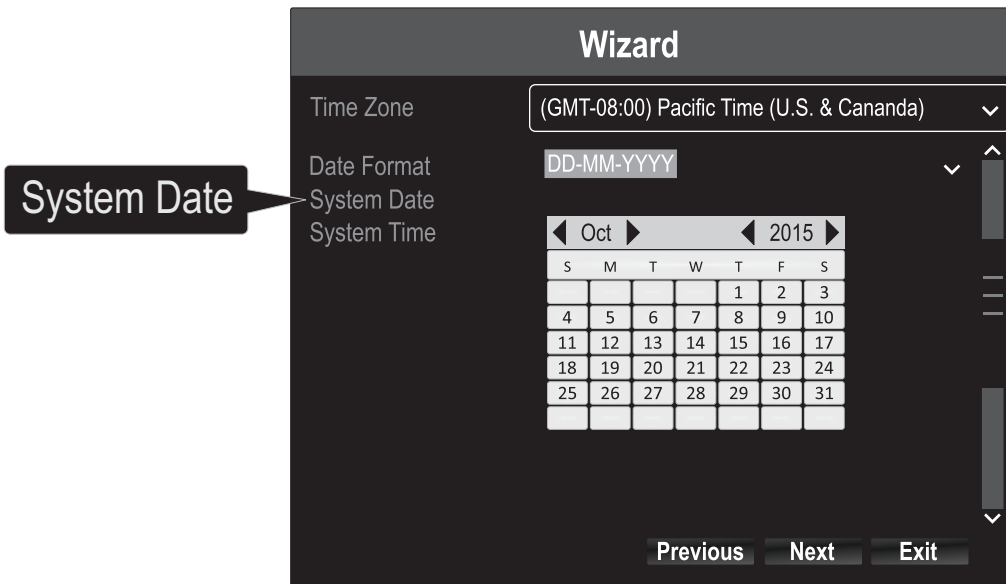 Wizard
Time Zone (GMT-08:00) Pacific Time (U.S. & Cananda)
Date Format DD-MM-YYYY
System Date
System Date
System Time
Oct 2015
S M T W T F S
1 2 3
4 5 6 7 8 9 10
11 12 13 14 15 16 17
18 19 20 21 22 23 24
25 26 27 28 29 30 31
Previous Next Exit